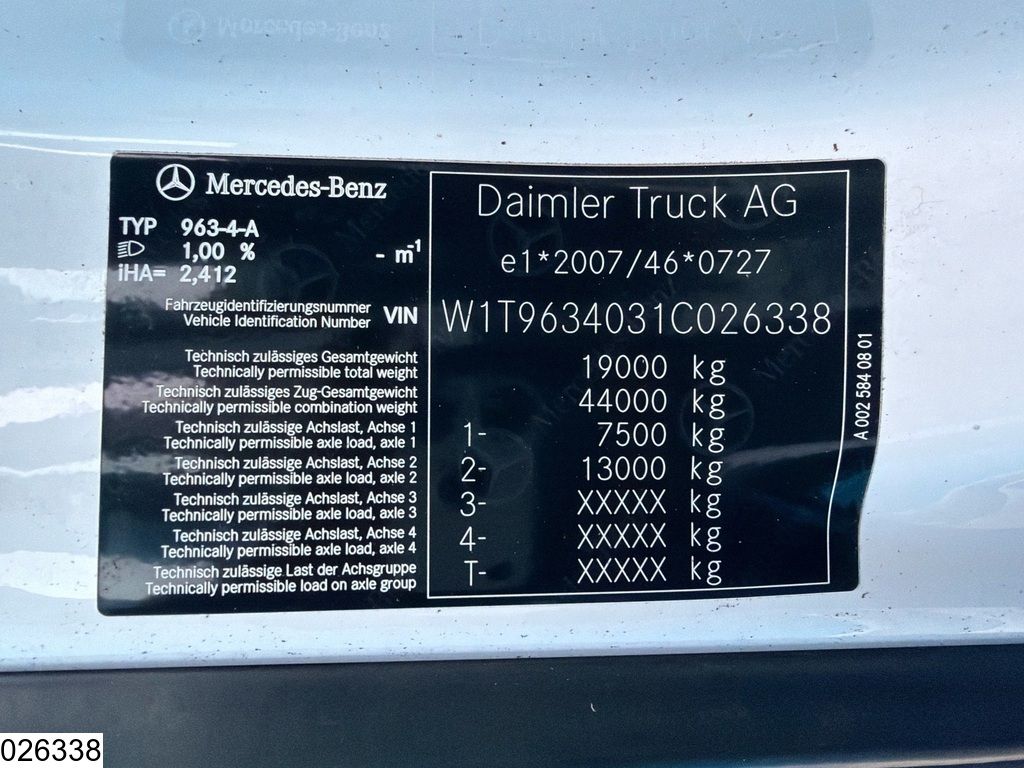 Mercedes-Benz
Daimler Truck AG
TYP 963-4-A
1,00 % - m⁻¹
e1*2007/46*0727
iHA= 2,412
Fahrzeugidentifizierungsnummer
Vehicle Identification Number VIN W1T9634031C026338
Technisch zulässiges Gesamtgewicht
Technically permissible total weight 19000 kg
Technisch zulässiges Zug-Gesamtgewicht
Technically permissible combination weight 44000 kg
Technisch zulässige Achslast, Achse 1
Technically permissible axle load, axle 1 1- 7500 kg
Technisch zulässige Achslast, Achse 2
Technically permissible axle load, axle 2 2- 13000 kg
Technisch zulässige Achslast, Achse 3
Technically permissible axle load, axle 3 3- XXXXX kg
Technisch zulässige Achslast, Achse 4
Technically permissible axle load, axle 4 4- XXXXX kg
Technisch zulässige Last der Achsgruppe
Technically permissible load on axle group T- XXXXX kg
A 002 584 08 01
026338